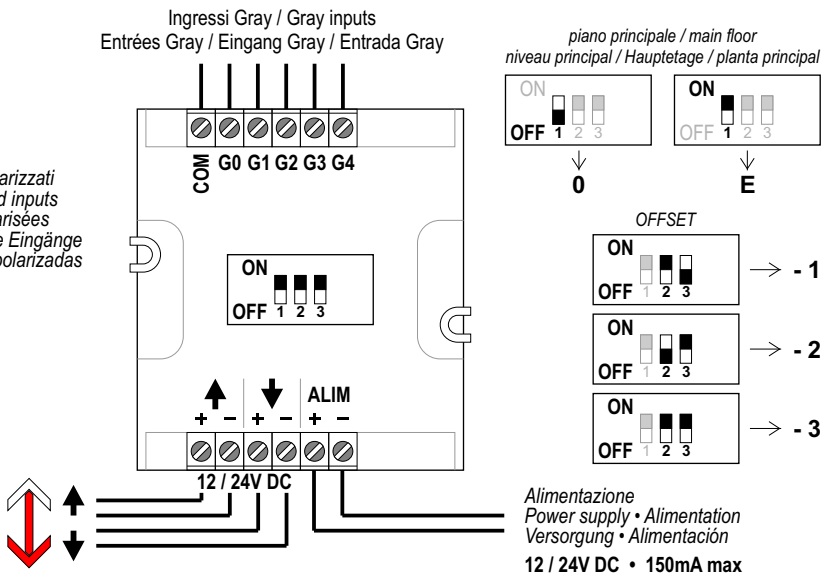 Ingressi Gray / Gray inputs
Entrées Gray / Eingang Gray / Entrada Gray
COM G0 G1 G2 G3 G4
inputs
Eingänge
ON
OFF 1 2 3
ALIM
+ − + − + −
12 / 24V DC
piano principale / main floor
niveau principal / Hauptetage / planta principal
ON
OFF 1 2 3
0
ON
OFF 1 2 3
E
OFFSET
ON
OFF 1 2 3
- 1
ON
OFF 1 2 3
- 2
ON
OFF 1 2 3
- 3
Alimentazione
Power supply • Alimentation
Versorgung • Alimentación
12 / 24V DC • 150mA max